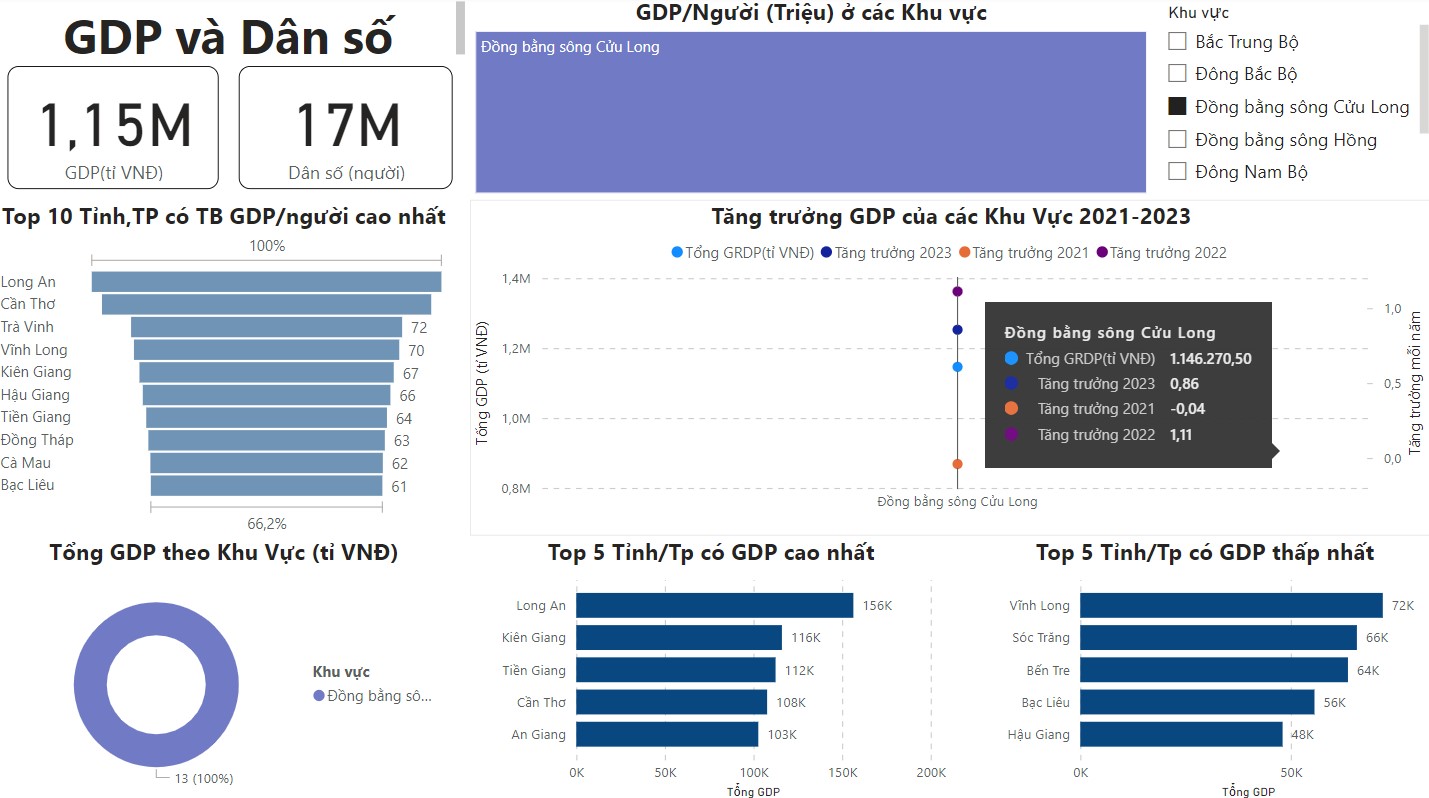 GDP và Dân số
1,15M
GDP(tỉ VNĐ)
17M
Dân số (người)
GDP/Người (Triệu) ở các Khu vực
Đồng bằng sông Cửu Long
Khu vực
Bắc Trung Bộ
Đông Bắc Bộ
Đồng bằng sông Cửu Long
Đồng bằng sông Hồng
Đông Nam Bộ
Top 10 Tỉnh,TP có TB GDP/người cao nhất
100%
Long An
Cần Thơ
Trà Vinh 72
Vĩnh Long 70
Kiên Giang 67
Hậu Giang 66
Tiền Giang 64
Đồng Tháp 63
Cà Mau 62
Bạc Liêu 61
66,2%
Tăng trưởng GDP của các Khu Vực 2021-2023
Tổng GRDP(tỉ VNĐ) Tăng trưởng 2023 Tăng trưởng 2021 Tăng trưởng 2022
Tổng GDP (tỉ VNĐ)
1,4M
1,2M
1,0M
0,8M
Đồng bằng sông Cửu Long
Tổng GRDP(tỉ VNĐ) 1.146.270,50
Tăng trưởng 2023 0,86
Tăng trưởng 2021 -0,04
Tăng trưởng 2022 1,11
1,0
0,5
0,0
Tăng trưởng mỗi năm
Đồng bằng sông Cửu Long
Tổng GDP theo Khu Vực (tỉ VNĐ)
Khu vực
Đồng bằng sô...
13 (100%)
Top 5 Tỉnh/Tp có GDP cao nhất
Long An 156K
Kiên Giang 116K
Tiền Giang 112K
Cần Thơ 108K
An Giang 103K
0K 50K 100K 150K 200K
Tổng GDP
Top 5 Tỉnh/Tp có GDP thấp nhất
Vĩnh Long 72K
Sóc Trăng 66K
Bến Tre 64K
Bạc Liêu 56K
Hậu Giang 48K
0K 50K
Tổng GDP